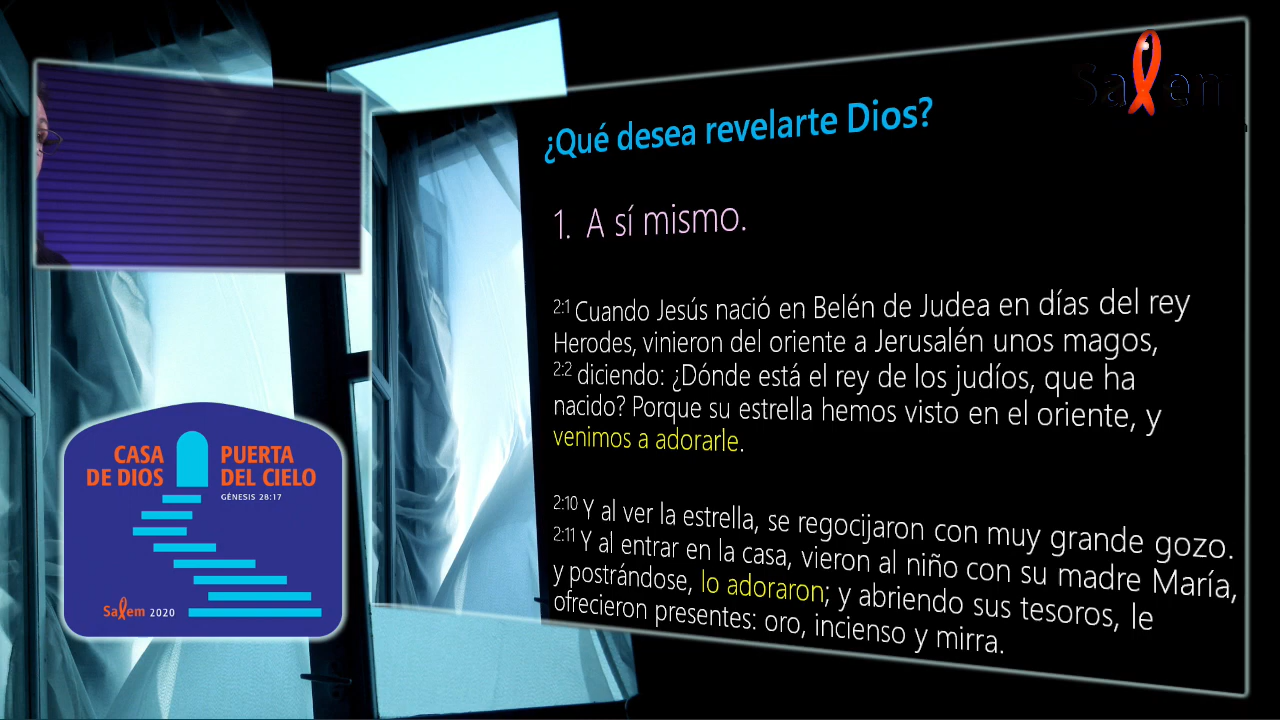 Salem
¿Qué desea revelarte Dios?
1. A sí mismo.
2:1 Cuando Jesús nació en Belén de Judea en días del rey
Herodes, vinieron del oriente a Jerusalén unos magos,
2:2 diciendo: ¿Dónde está el rey de los judíos, que ha
nacido? Porque su estrella hemos visto en el oriente, y
venimos a adorarle.
2:10 Y al ver la estrella, se regocijaron con muy grande gozo.
2:11 Y al entrar en la casa, vieron al niño con su madre María,
y postrándose, lo adoraron; y abriendo sus tesoros, le
ofrecieron presentes: oro, incienso y mirra.
CASA
DE DIOS
PUERTA
DEL CIELO
GÉNESIS 28:17
Salem 2020